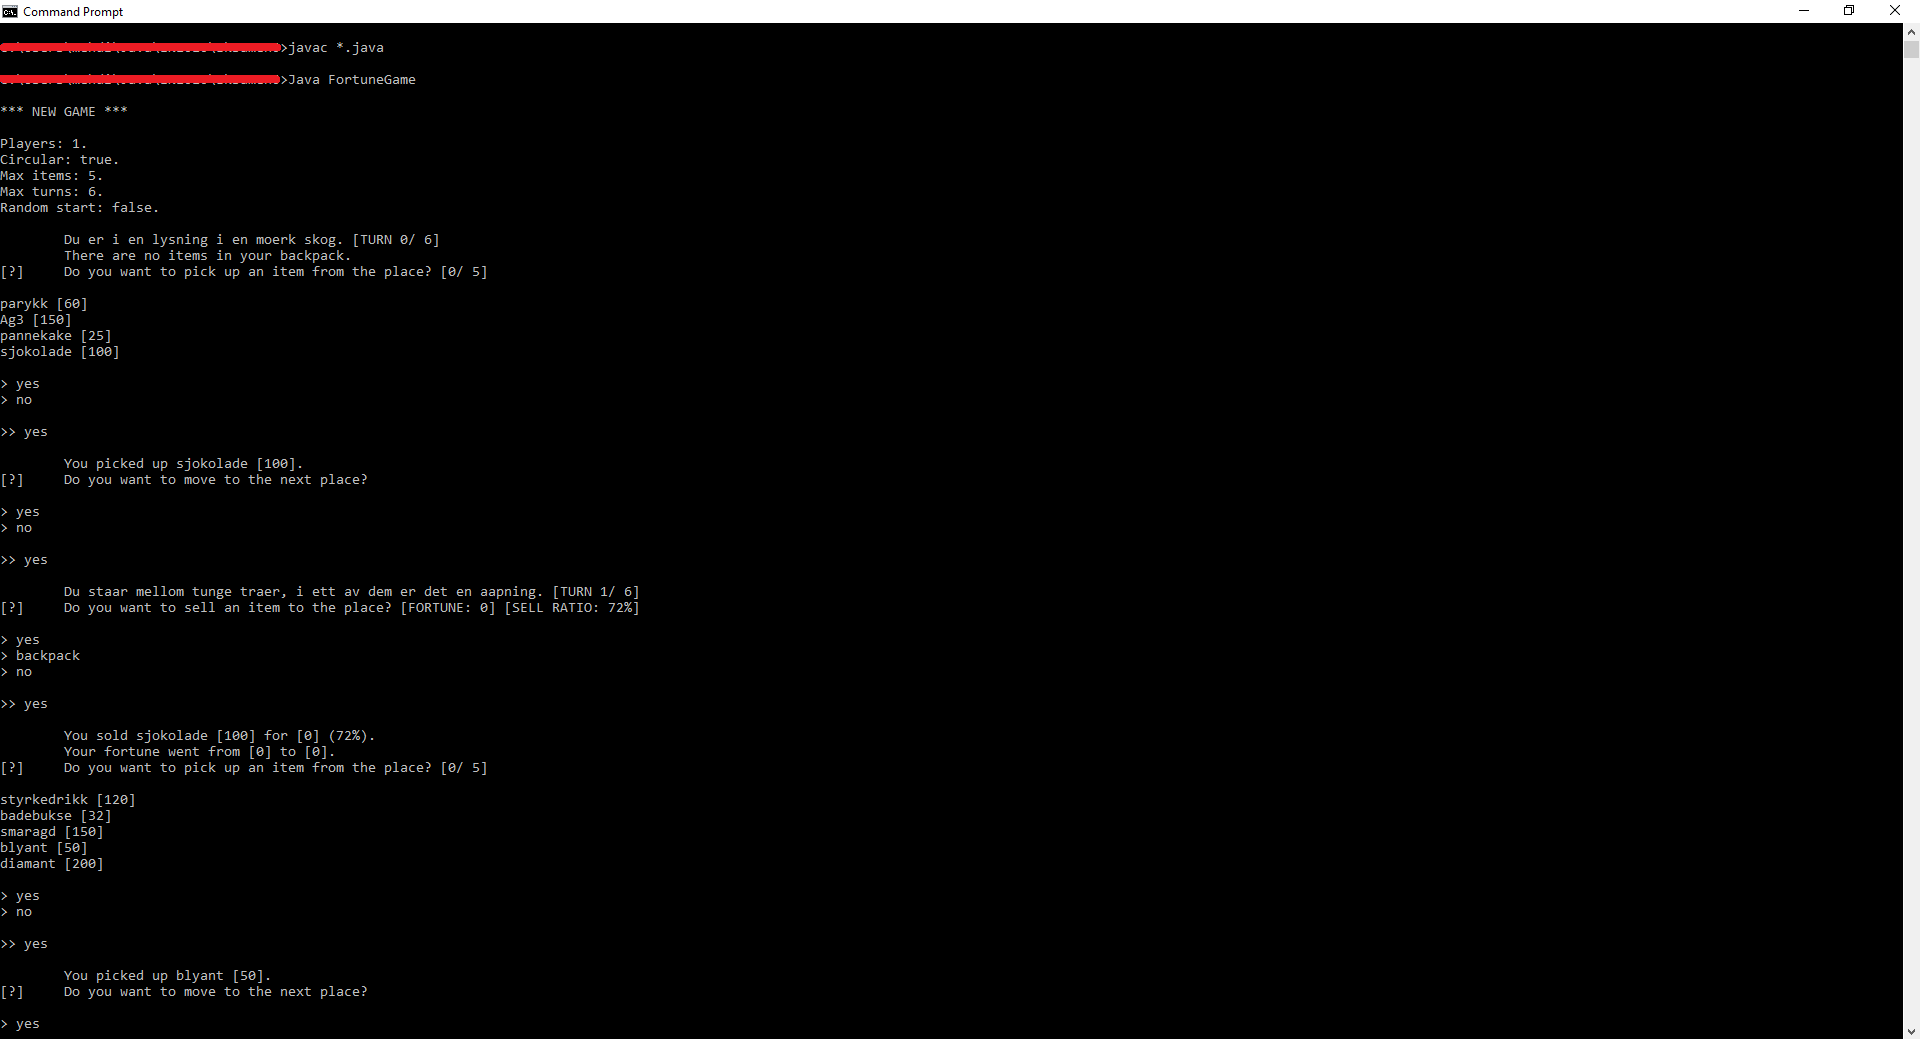 Command Prompt
>javac *.java
>Java FortuneGame
*** NEW GAME ***
Players: 1.
Circular: true.
Max items: 5.
Max turns: 6.
Random start: false.
Du er i en lysning i en moerk skog. [TURN 0/ 6]
There are no items in your backpack.
[?] Do you want to pick up an item from the place? [0/ 5]
parykk [60]
Ag3 [150]
pannekake [25]
sjokolade [100]
> yes
> no
>> yes
You picked up sjokolade [100].
[?] Do you want to move to the next place?
> yes
> no
>> yes
Du staar mellom tunge traer, i ett av dem er det en aapning. [TURN 1/ 6]
[?] Do you want to sell an item to the place? [FORTUNE: 0] [SELL RATIO: 72%]
> yes
> backpack
> no
>> yes
You sold sjokolade [100] for [0] (72%).
Your fortune went from [0] to [0].
[?] Do you want to pick up an item from the place? [0/ 5]
styrkedrikk [120]
badebukse [32]
smaragd [150]
blyant [50]
diamant [200]
> yes
> no
>> yes
You picked up blyant [50].
[?] Do you want to move to the next place?
> yes